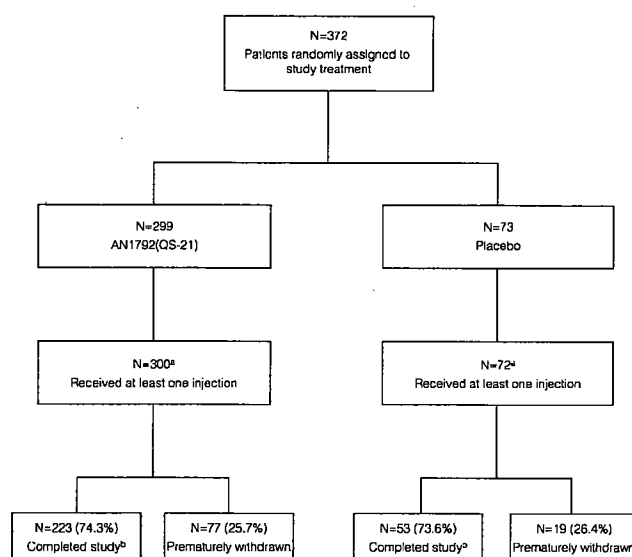 N=372
Patients randomly assigned to
study treatment
N=299
AN1792(QS-21)
N=73
Placebo
N=300ᵃ
Received at least one injection
N=72ᵃ
Received at least one injection
N=223 (74.3%)
Completed studyᵇ
N=77 (25.7%)
Prematurely withdrawn
N=53 (73.6%)
Completed studyᵇ
N=19 (26.4%)
Prematurely withdrawn